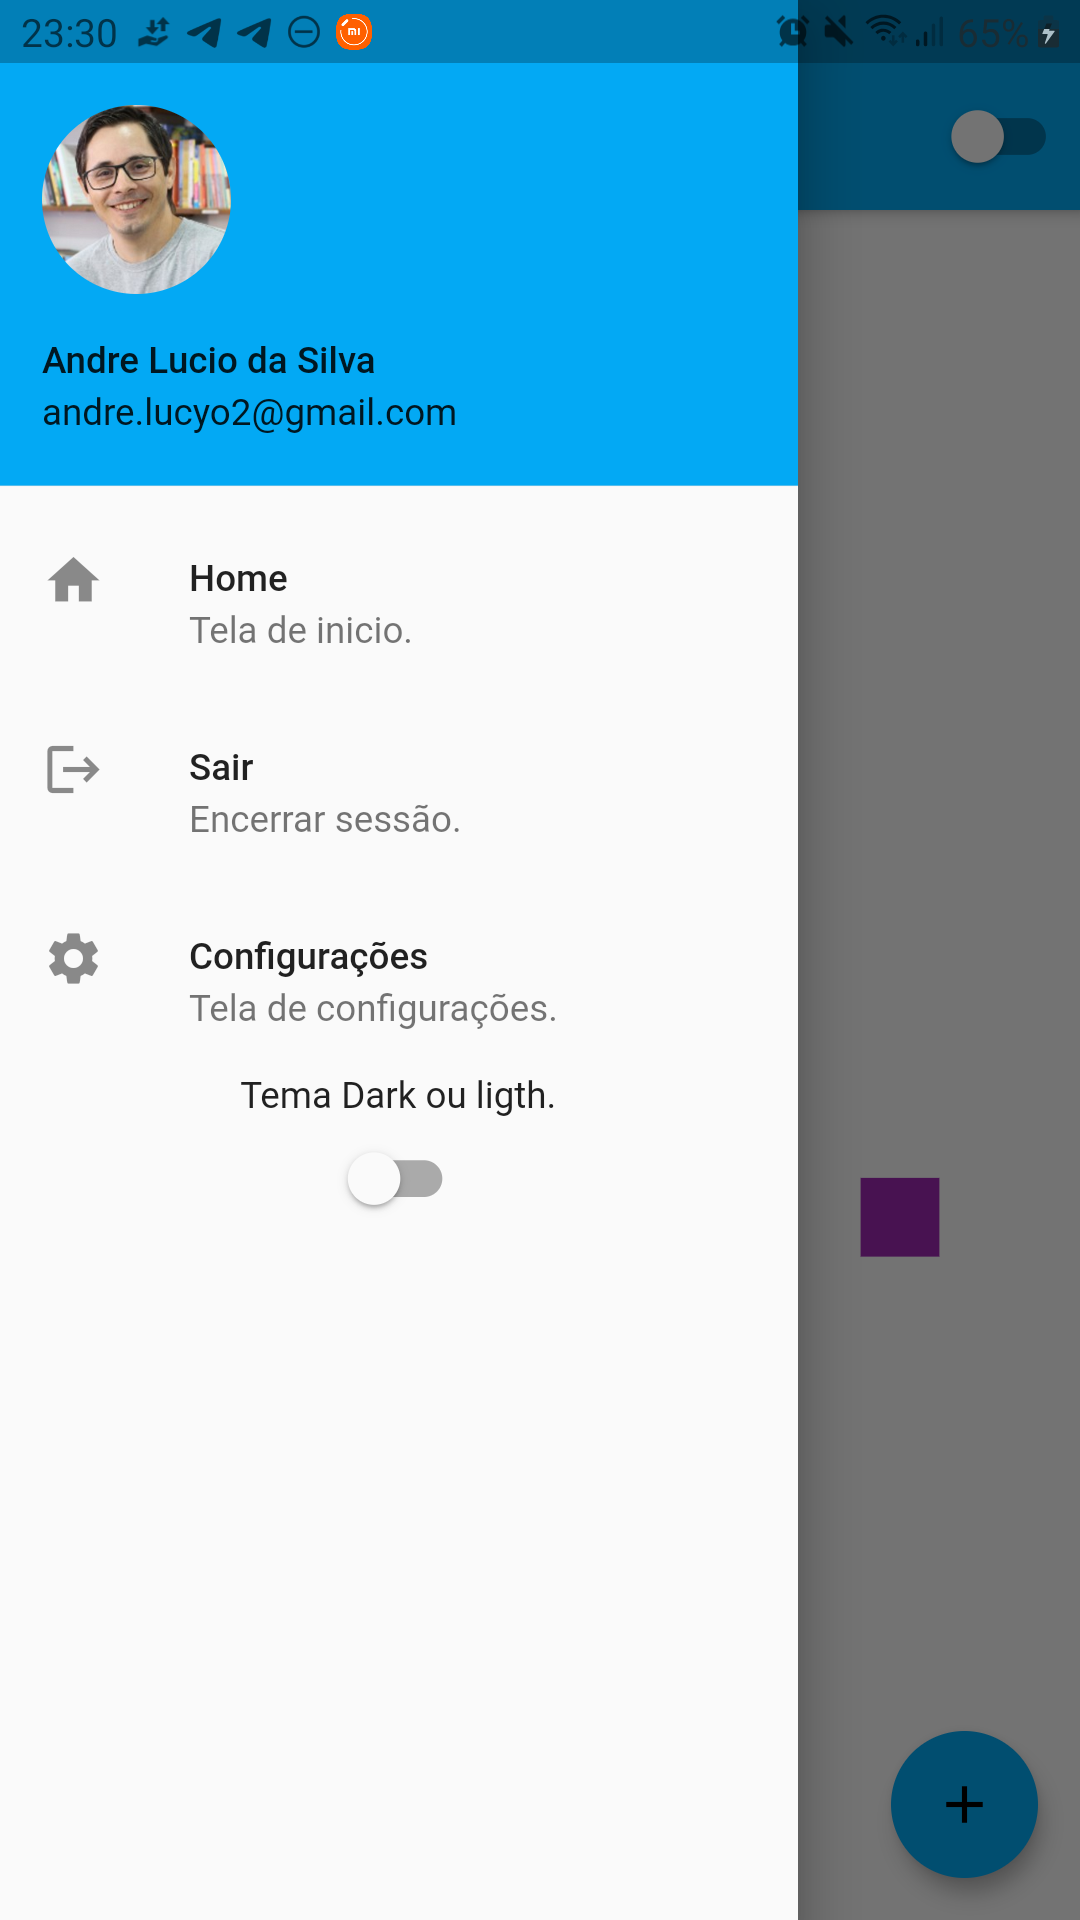 23:30
65%
Andre Lucio da Silva
andre.lucyo2@gmail.com
Home
Tela de inicio.
Sair
Encerrar sessão.
Configurações
Tela de configurações.
Tema Dark ou ligth.